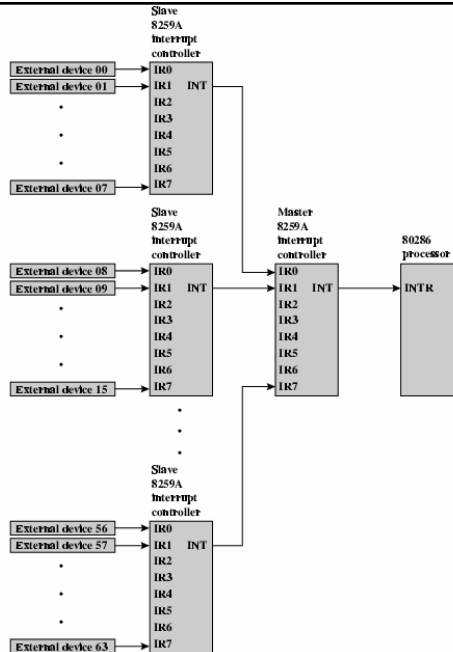 Slave
8259A
interrupt
controller
External device 00
External device 01
External device 07
IR0
IR1 INT
IR2
IR3
IR4
IR5
IR6
IR7
Slave
8259A
interrupt
controller
External device 08
External device 09
External device 15
IR0
IR1 INT
IR2
IR3
IR4
IR5
IR6
IR7
Master
8259A
interrupt
controller
IR0
IR1 INT
IR2
IR3
IR4
IR5
IR6
IR7
80286
processor
INTR
Slave
8259A
interrupt
controller
External device 56
External device 57
External device 63
IR0
IR1 INT
IR2
IR3
IR4
IR5
IR6
IR7